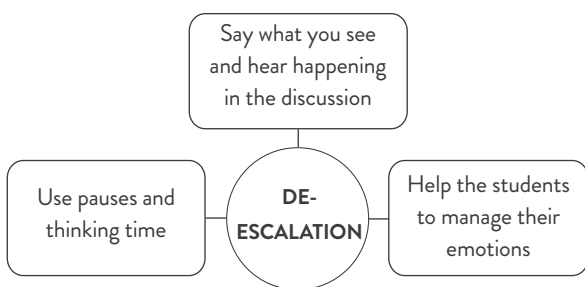 Say what you see
and hear happening
in the discussion
Use pauses and
thinking time
DE-
ESCALATION
Help the students
to manage their
emotions